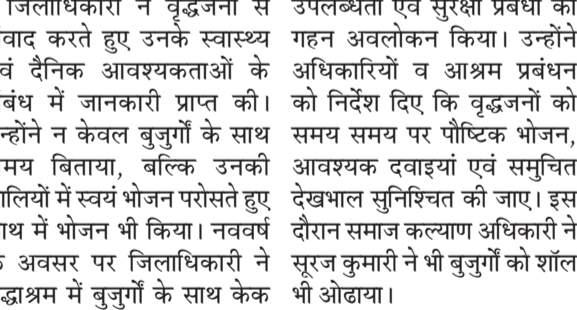 जिलाधिकारी ने वृद्धजनों से
करते हुए उनके स्वास्थ्य
दैनिक आवश्यकताओं के
में जानकारी प्राप्त की।
न केवल बुजुर्गों के साथ
बिताया, बल्कि उनकी
में स्वयं भोजन परोसते हुए
में भोजन भी किया। नववर्ष
अवसर पर जिलाधिकारी ने
में बुजुर्गों के साथ केक
उपलब्धता एवं सुरक्षा प्रबंधों का
गहन अवलोकन किया। उन्होंने
अधिकारियों व आश्रम प्रबंधन
को निर्देश दिए कि वृद्धजनों को
समय समय पर पौष्टिक भोजन,
आवश्यक दवाइयां एवं समुचित
देखभाल सुनिश्चित की जाए। इस
दौरान समाज कल्याण अधिकारी ने
सूरज कुमारी ने भी बुजुर्गों को शॉल
भी ओढाया।